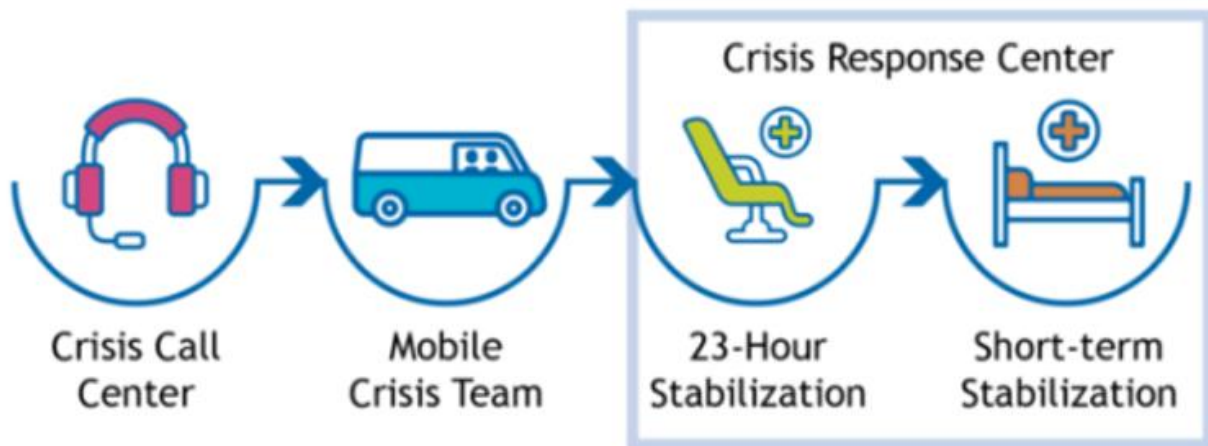 Crisis Response Center
Crisis Call
Center
Mobile
Crisis Team
23-Hour
Stabilization
Short-term
Stabilization